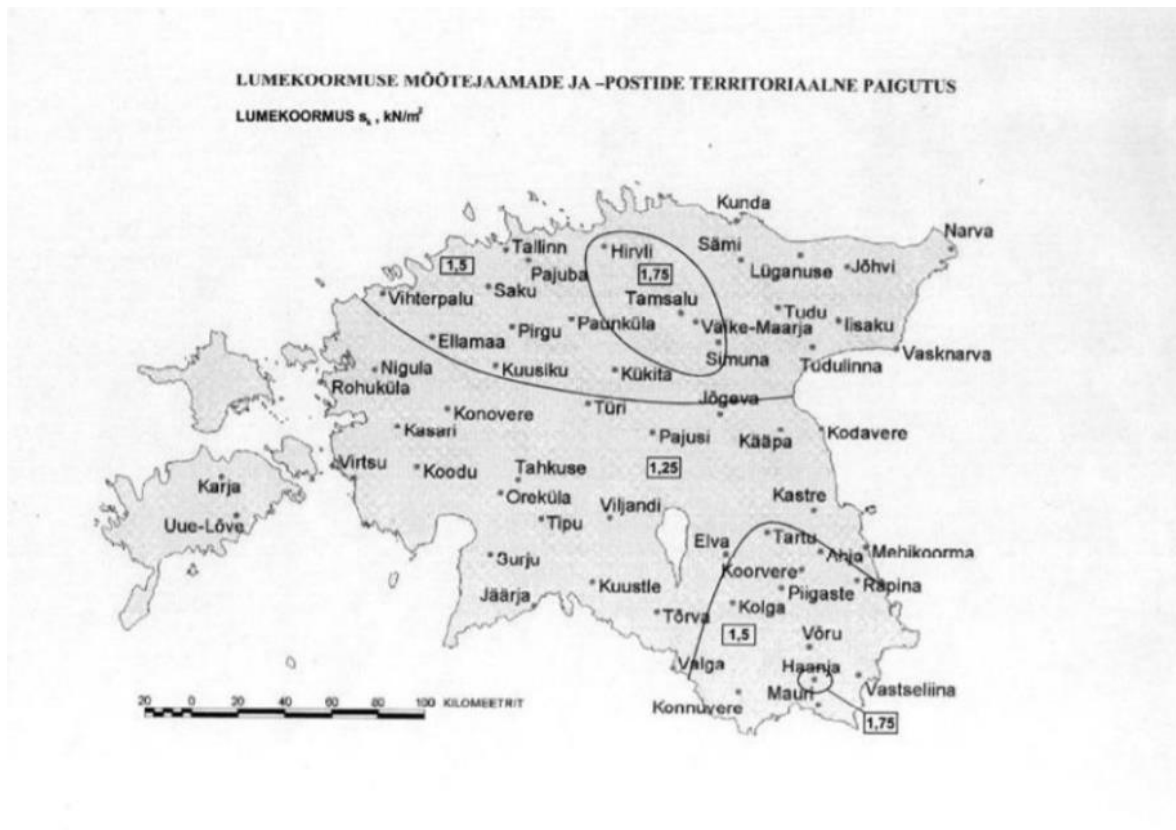 LUMEKOORMUSE MÕÕTEJAAMADE JA –POSTIDE TERRITORIAALNE PAIGUTUS
LUMEKOORMUS sk , kN/m²
Kunda
Narva
Tallinn
Hirvli
Sämi
1,5
Pajuba
1,75
Lüganuse
Jõhvi
Vihterpalu
Saku
Tamsalu
Tudu
Pirgu
Paunküla
Väike-Maarja
Iisaku
Ellamaa
Simuna
Tudulinna
Vasknarva
Nigula
Kuusiku
Kükita
Rohuküla
Konovere
Türi
Jõgeva
Kasari
Pajusi
Kääpa
Kodavere
Virtsu
Koodu
Tahkuse
1,25
Karja
Oreküla
Viljandi
Kastre
Uue-Lõve
Tipu
Elva
Tartu
Ahja
Mehikoorma
Surju
Koorvere
Räpina
Jäärja
Kuustle
Piigaste
Tõrva
Kolga
1,5
Võru
Valga
Haanja
Mauri
Vastseliina
Konnuvere
1,75
20 0 20 40 60 80 100 KILOMEETRIT